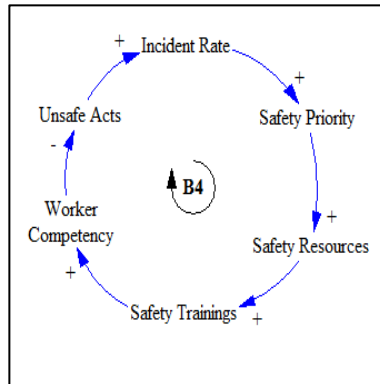 +
Incident Rate
+
Unsafe Acts
Safety Priority
-
B4
Worker
Competency
+
Safety Resources
+
Safety Trainings
+